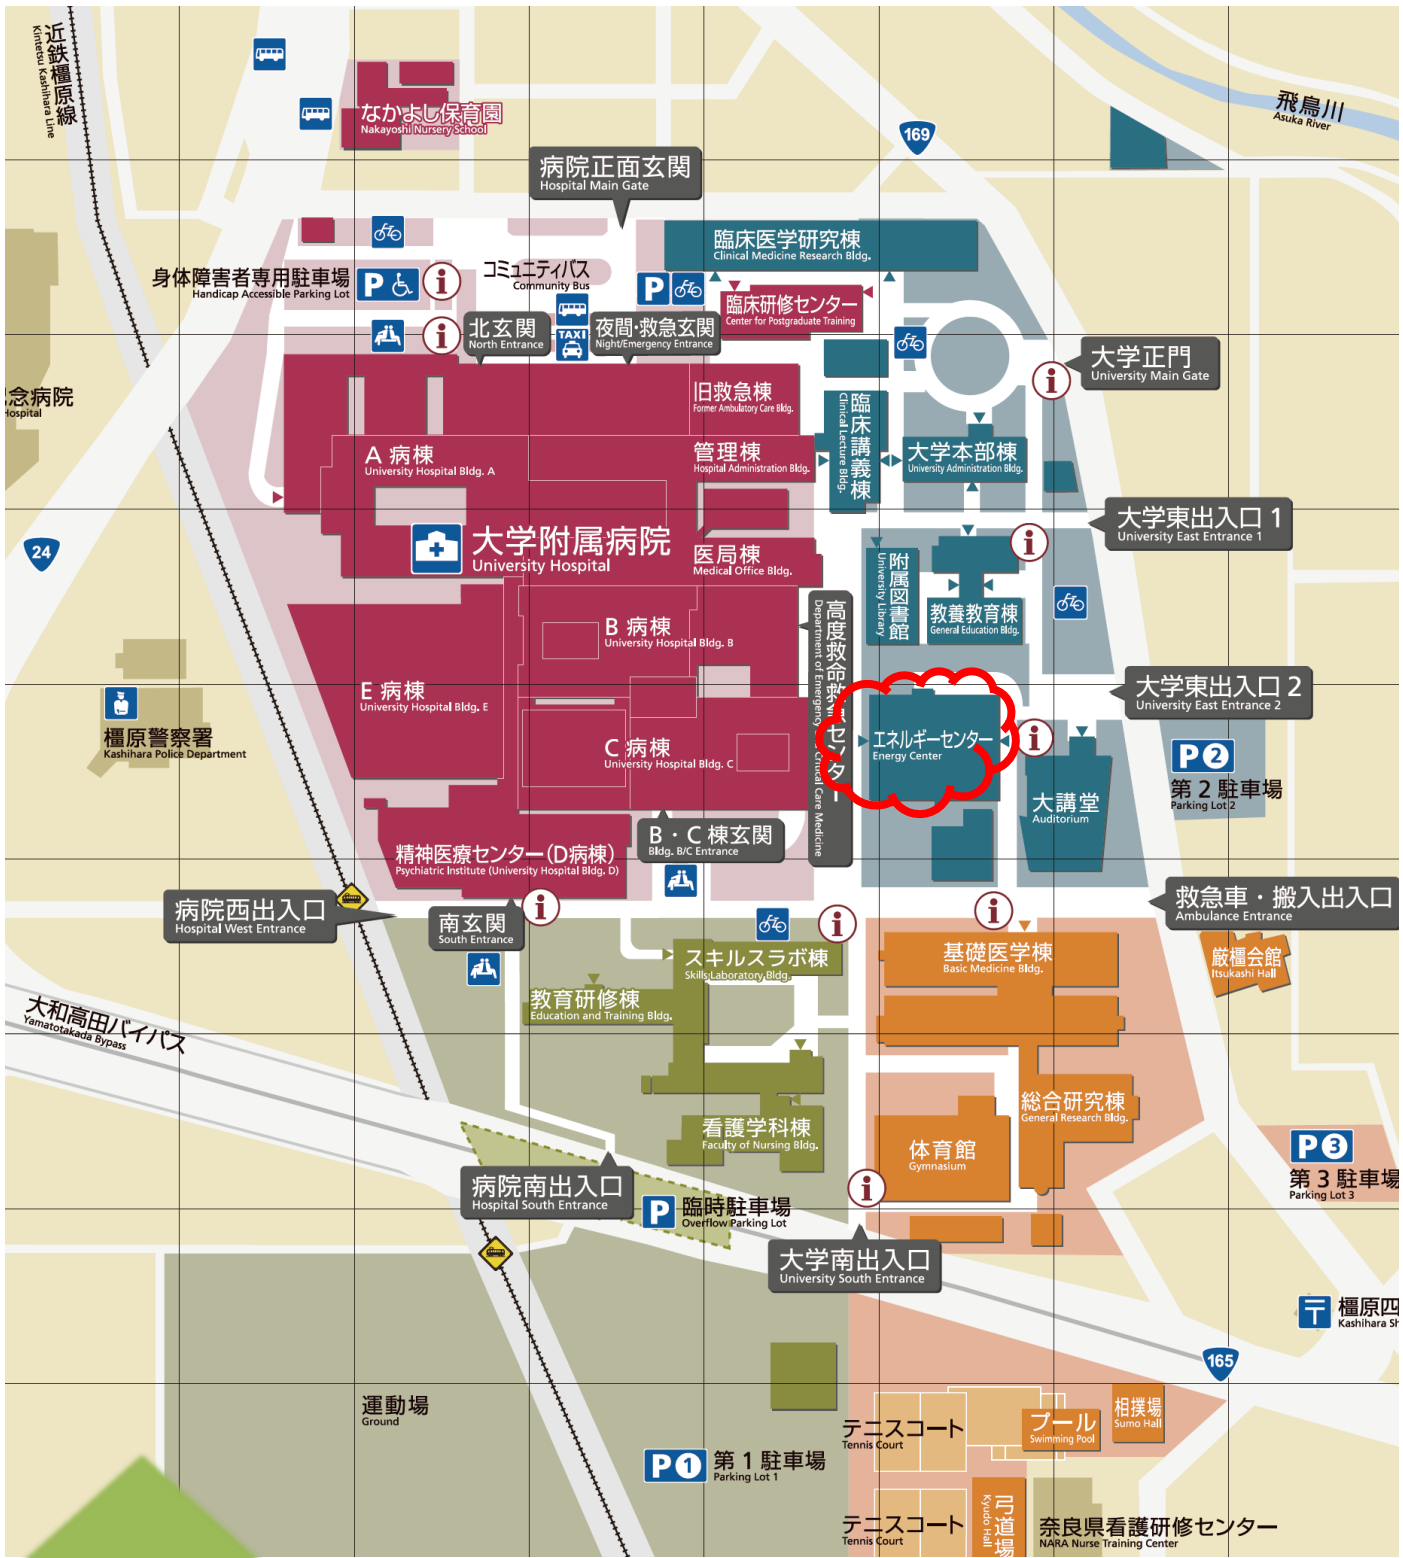 近鉄橿原線
Kintetsu Kashihara Line
なかよし保育園
Nakayoshi Nursery School
飛鳥川
Asuka River
169
病院正面玄関
Hospital Main Gate
臨床医学研究棟
Clinical Medicine Research Bldg.
身体障害者専用駐車場
Handicap Accessible Parking Lot
P
i
コミュニティバス
Community Bus
P
臨床研修センター
Center for Postgraduate Training
i
北玄関
North Entrance
TAXI
夜間・救急玄関
Night/Emergency Entrance
大学正門
University Main Gate
i
念病院
Hospital
旧救急棟
Former Ambulatory Care Bldg.
臨床講義棟
Clinical Lecture Bldg.
A 病棟
University Hospital Bldg. A
管理棟
Hospital Administration Bldg.
大学本部棟
University Administration Bldg.
大学東出入口 1
University East Entrance 1
24
大学附属病院
University Hospital
医局棟
Medical Office Bldg.
附属図書館
University Library
i
教養教育棟
General Education Bldg.
B 病棟
University Hospital Bldg. B
高度救命救急センター
Department of Emergency Critical Care Medicine
E 病棟
University Hospital Bldg. E
大学東出入口 2
University East Entrance 2
橿原警察署
Kashihara Police Department
C 病棟
University Hospital Bldg. C
エネルギーセンター
Energy Center
i
P2
第 2 駐車場
Parking Lot 2
大講堂
Auditorium
B・C 棟玄関
Bldg. B/C Entrance
精神医療センター(D病棟)
Psychiatric Institute (University Hospital Bldg. D)
病院西出入口
Hospital West Entrance
南玄関
South Entrance
i
i
i
救急車・搬入出入口
Ambulance Entrance
スキルスラボ棟
Skills Laboratory Bldg.
基礎医学棟
Basic Medicine Bldg.
厳橿会館
Itsukashi Hall
教育研修棟
Education and Training Bldg.
大和高田バイパス
Yamatotakada Bypass
看護学科棟
Faculty of Nursing Bldg.
体育館
Gymnasium
総合研究棟
General Research Bldg.
P3
第 3 駐車場
Parking Lot 3
病院南出入口
Hospital South Entrance
i
P
臨時駐車場
Overflow Parking Lot
大学南出入口
University South Entrance
橿原四
Kashihara Sh
165
運動場
Ground
テニスコート
Tennis Court
プール
Swimming Pool
相撲場
Sumo Hall
P1
第 1 駐車場
Parking Lot 1
テニスコート
Tennis Court
弓道場
Kyudo Hall
奈良県看護研修センター
NARA Nurse Training Center